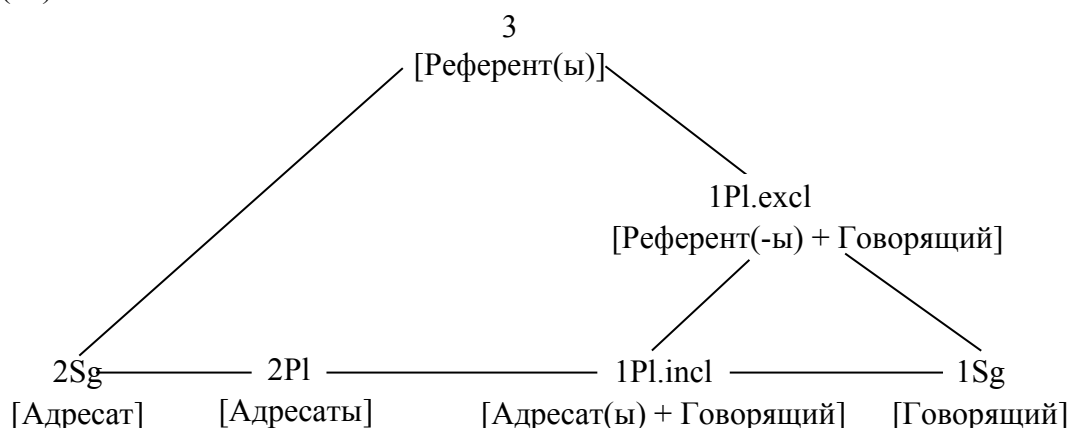 3
[Референт(ы)]
1Pl.excl
[Референт(-ы) + Говорящий]
2Sg 2Pl 1Pl.incl 1Sg
[Адресат] [Адресаты] [Адресат(ы) + Говорящий] [Говорящий]